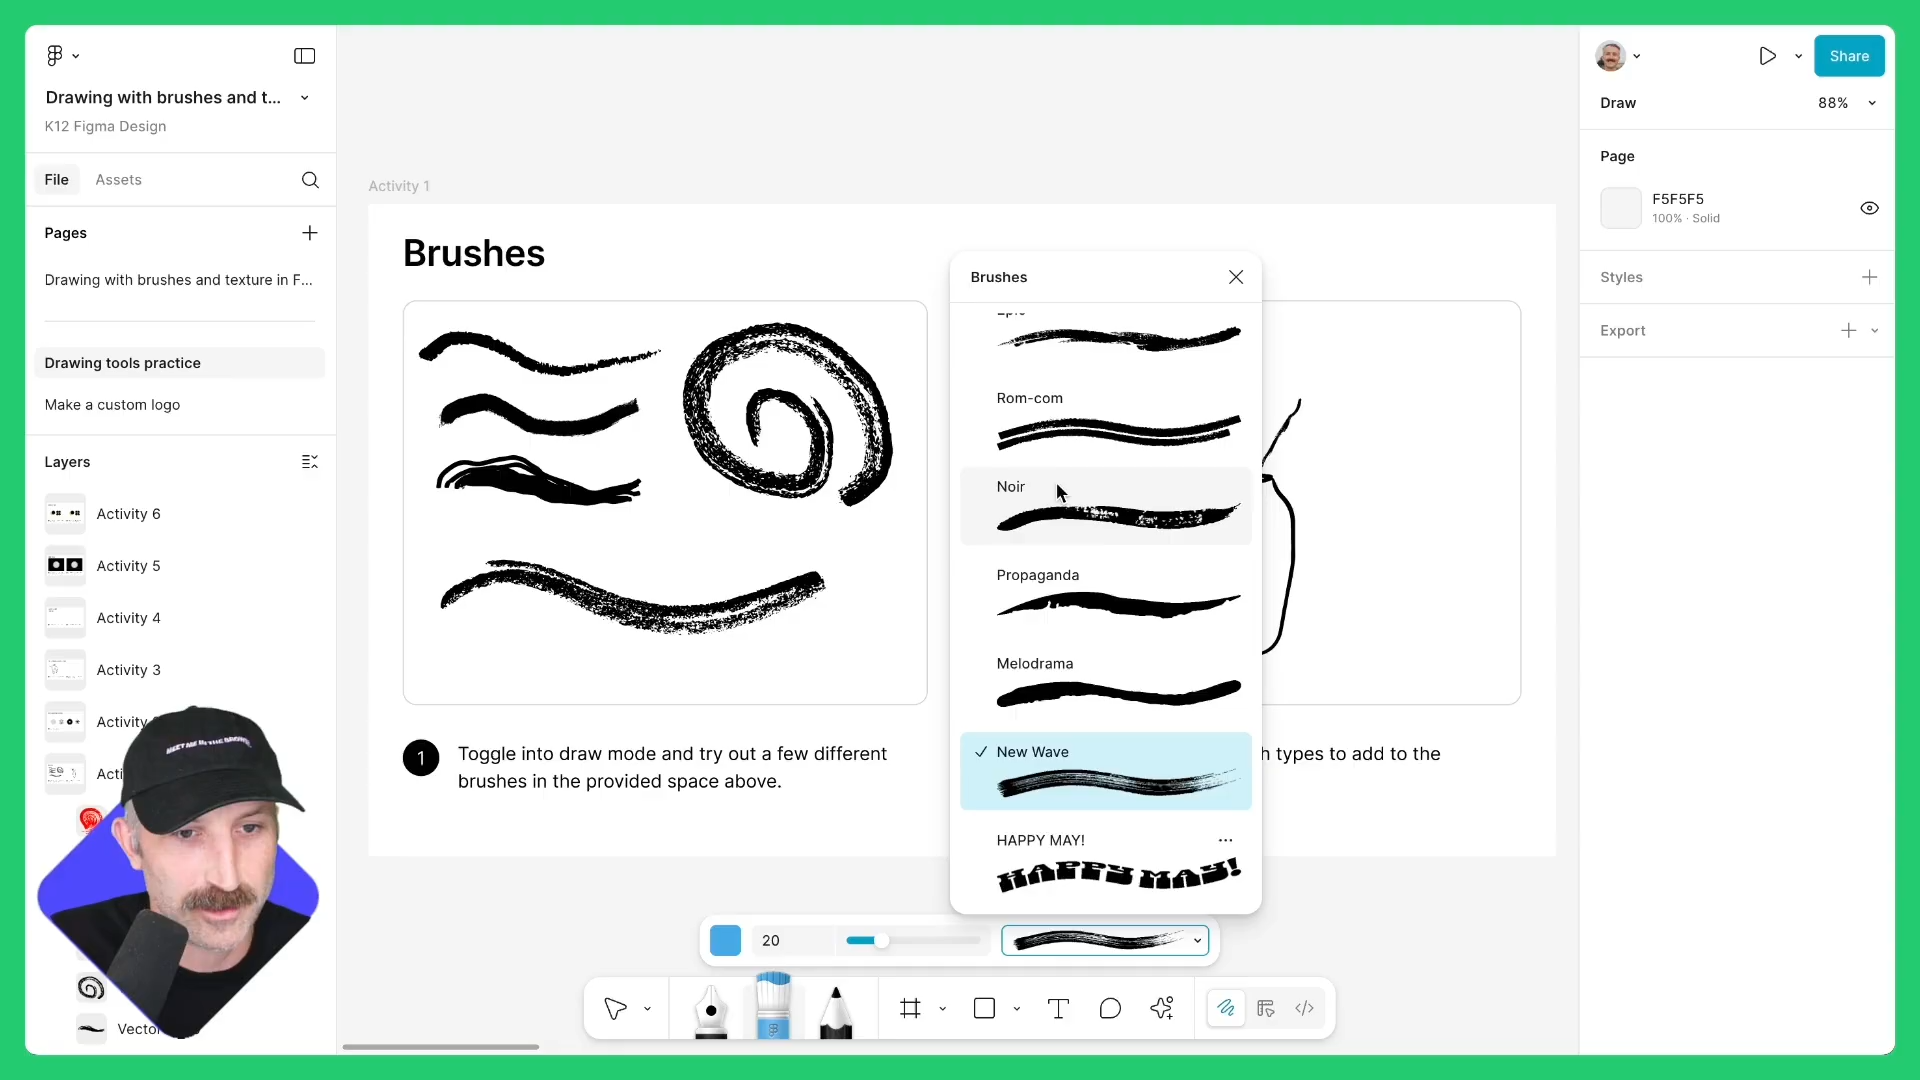 Drawing with brushes and t...
K12 Figma Design
File
Assets
Pages
Drawing with brushes and texture in F...
Drawing tools practice
Make a custom logo
Layers
Activity 6
Activity 5
Activity 4
Activity 3
Activity
Acti
Vecto
Activity 1
Brushes
1
Toggle into draw mode and try out a few different
brushes in the provided space above.
h types to add to the
Brushes
Epic
Rom-com
Noir
Propaganda
Melodrama
New Wave
HAPPY MAY!
HAPPY MAY!
20
T
Share
Draw
88%
Page
F5F5F5
100% · Solid
Styles
Export